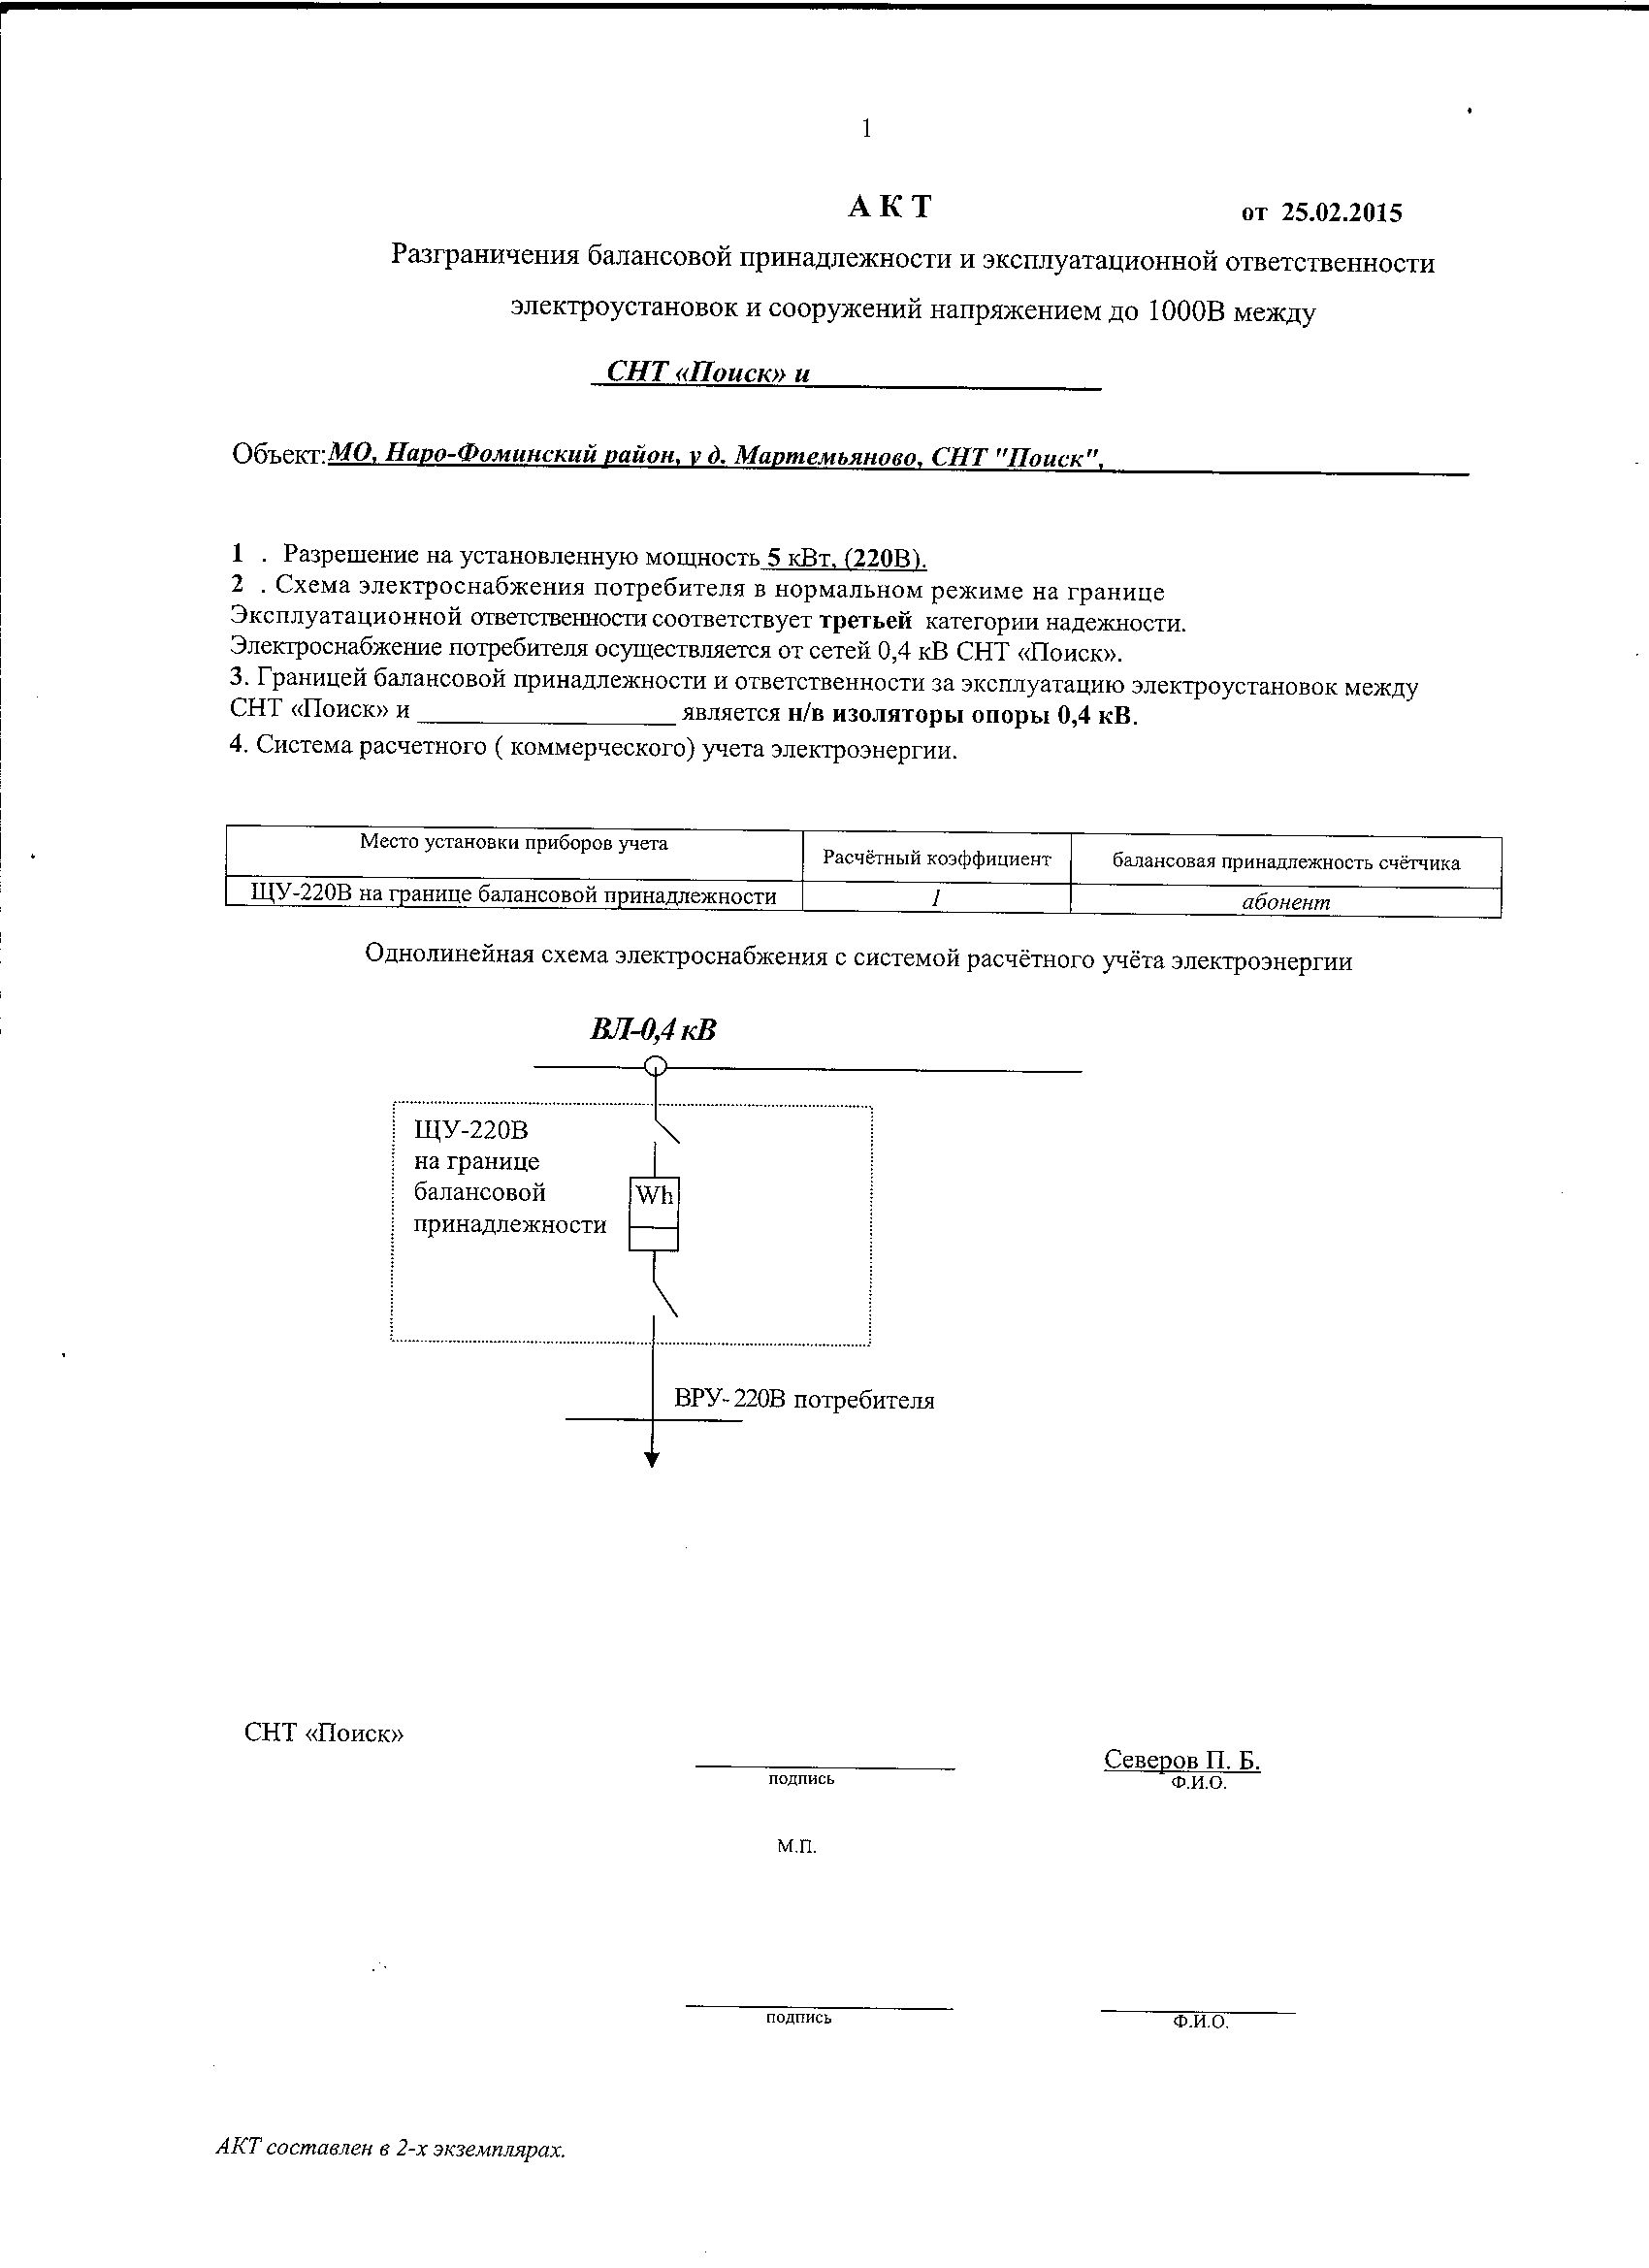 1
А К Т от 25.02.2015
Разграничения балансовой принадлежности и эксплуатационной ответственности
электроустановок и сооружений напряжением до 1000В между
СНТ «Поиск» и
Объект: МО, Наро-Фоминский район, у д. Мартемьяново, СНТ "Поиск",
1 . Разрешение на установленную мощность 5 кВт, (220В).
2 . Схема электроснабжения потребителя в нормальном режиме на границе
Эксплуатационной ответственности соответствует третьей категории надежности.
Электроснабжение потребителя осуществляется от сетей 0,4 кВ СНТ «Поиск».
3. Границей балансовой принадлежности и ответственности за эксплуатацию электроустановок между
СНТ «Поиск» и ____________________ является н/в изоляторы опоры 0,4 кВ.
4. Система расчетного ( коммерческого) учета электроэнергии.
Место установки приборов учета Расчётный коэффициент балансовая принадлежность счётчика
ЩУ-220В на границе балансовой принадлежности 1 абонент
Однолинейная схема электроснабжения с системой расчётного учёта электроэнергии
ВЛ-0,4 кВ
ЩУ-220В
на границе
балансовой
принадлежности
Wh
ВРУ-220В потребителя
СНТ «Поиск»
Северов П. Б.
подпись Ф.И.О.
М.П.
подпись Ф.И.О.
АКТ составлен в 2-х экземплярах.